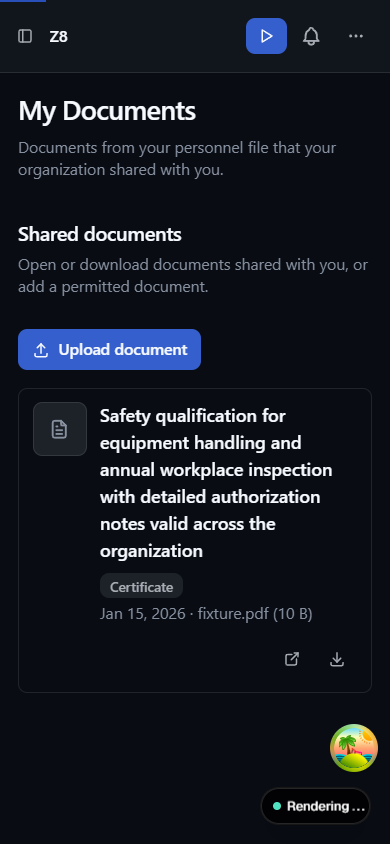 Z8
My Documents
Documents from your personnel file that your
organization shared with you.
Shared documents
Open or download documents shared with you, or
add a permitted document.
Upload document
Safety qualification for
equipment handling and
annual workplace inspection
with detailed authorization
notes valid across the
organization
Certificate
Jan 15, 2026 · fixture.pdf (10 B)
Rendering ...